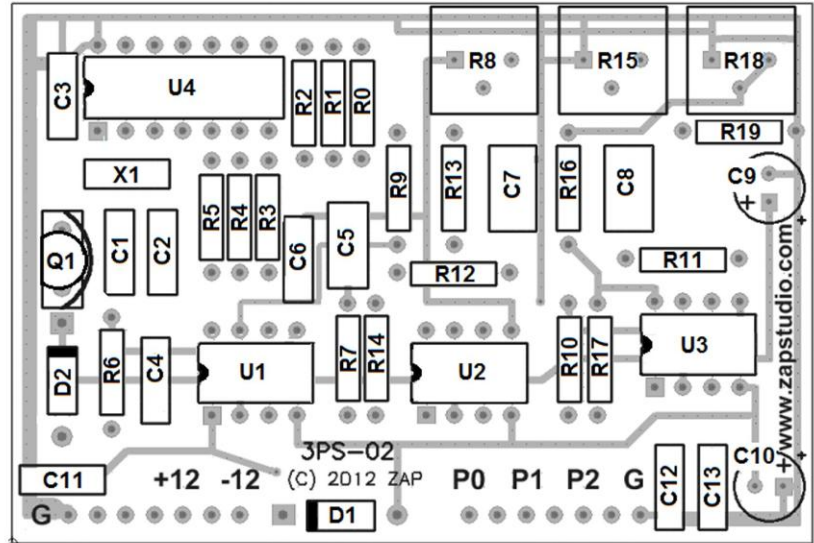 R8 R15 R18
C3 U4 R2 R1 R0
R19
X1 R9 R13 C7 R16 C8 C9
+
+
R5 R4 R3
Q1 C1 C2 C6 C5 R12 R11
D2 R6 C4 U1 R7 R14 U2 R10 R17 U3
www.zapstudio.com
3PS-02
(C) 2012 ZAP
C10
+
+
C11 +12 -12 P0 P1 P2 G C12 C13
G D1